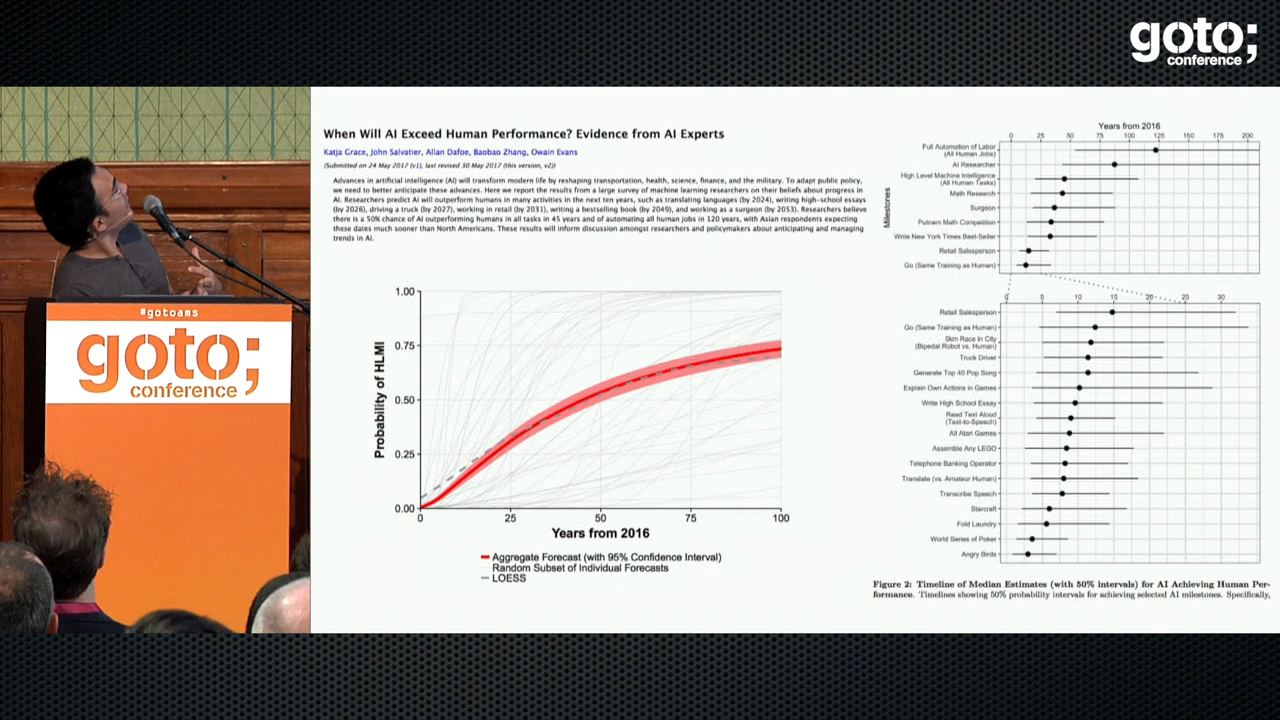 goto;
conference
#gotoams
goto;
conference
When Will AI Exceed Human Performance? Evidence from AI Experts
Katja Grace, John Salvatier, Allan Dafoe, Baobao Zhang, Owain Evans
(Submitted on 24 May 2017 (v1), last revised 30 May 2017 (this version, v2))
Advances in artificial intelligence (AI) will transform modern life by reshaping transportation, health, science, finance, and the military. To adapt public policy,
we need to better anticipate these advances. Here we report the results from a large survey of machine learning researchers on their beliefs about progress in
AI. Researchers predict AI will outperform humans in many activities in the next ten years, such as translating languages (by 2024), writing high-school essays
(by 2026), driving a truck (by 2027), working in retail (by 2031), writing a bestselling book (by 2049), and working as a surgeon (by 2053). Researchers believe
there is a 50% chance of AI outperforming humans in all tasks in 45 years and of automating all human jobs in 120 years, with Asian respondents expecting
these dates much sooner than North Americans. These results will inform discussion amongst researchers and policymakers about anticipating and managing
trends in AI.
Probability of HLMI
1.00
0.75
0.50
0.25
0.00
0 25 50 75 100
Years from 2016
Aggregate Forecast (with 95% Confidence Interval)
Random Subset of Individual Forecasts
LOESS
Years from 2016
0 25 50 75 100 125 150 175 200
Milestones
Full Automation of Labor
(All Human Jobs)
AI Researcher
High Level Machine Intelligence
(All Human Tasks)
Math Research
Surgeon
Putnam Math Competition
Write New York Times Best-Seller
Retail Salesperson
Go (Same Training as Human)
0 5 10 15 20 25 30
Retail Salesperson
Go (Same Training as Human)
5km Race in City
(Bipedal Robot vs. Human)
Truck Driver
Generate Top 40 Pop Song
Explain Own Actions in Games
Write High School Essay
Read Text Aloud
(Text-to-Speech)
All Atari Games
Assemble Any LEGO
Telephone Banking Operator
Translate (vs. Amateur Human)
Transcribe Speech
Starcraft
Fold Laundry
World Series of Poker
Angry Birds
Figure 2: Timeline of Median Estimates (with 50% intervals) for AI Achieving Human Per-
formance. Timelines showing 50% probability intervals for achieving selected AI milestones. Specifically,